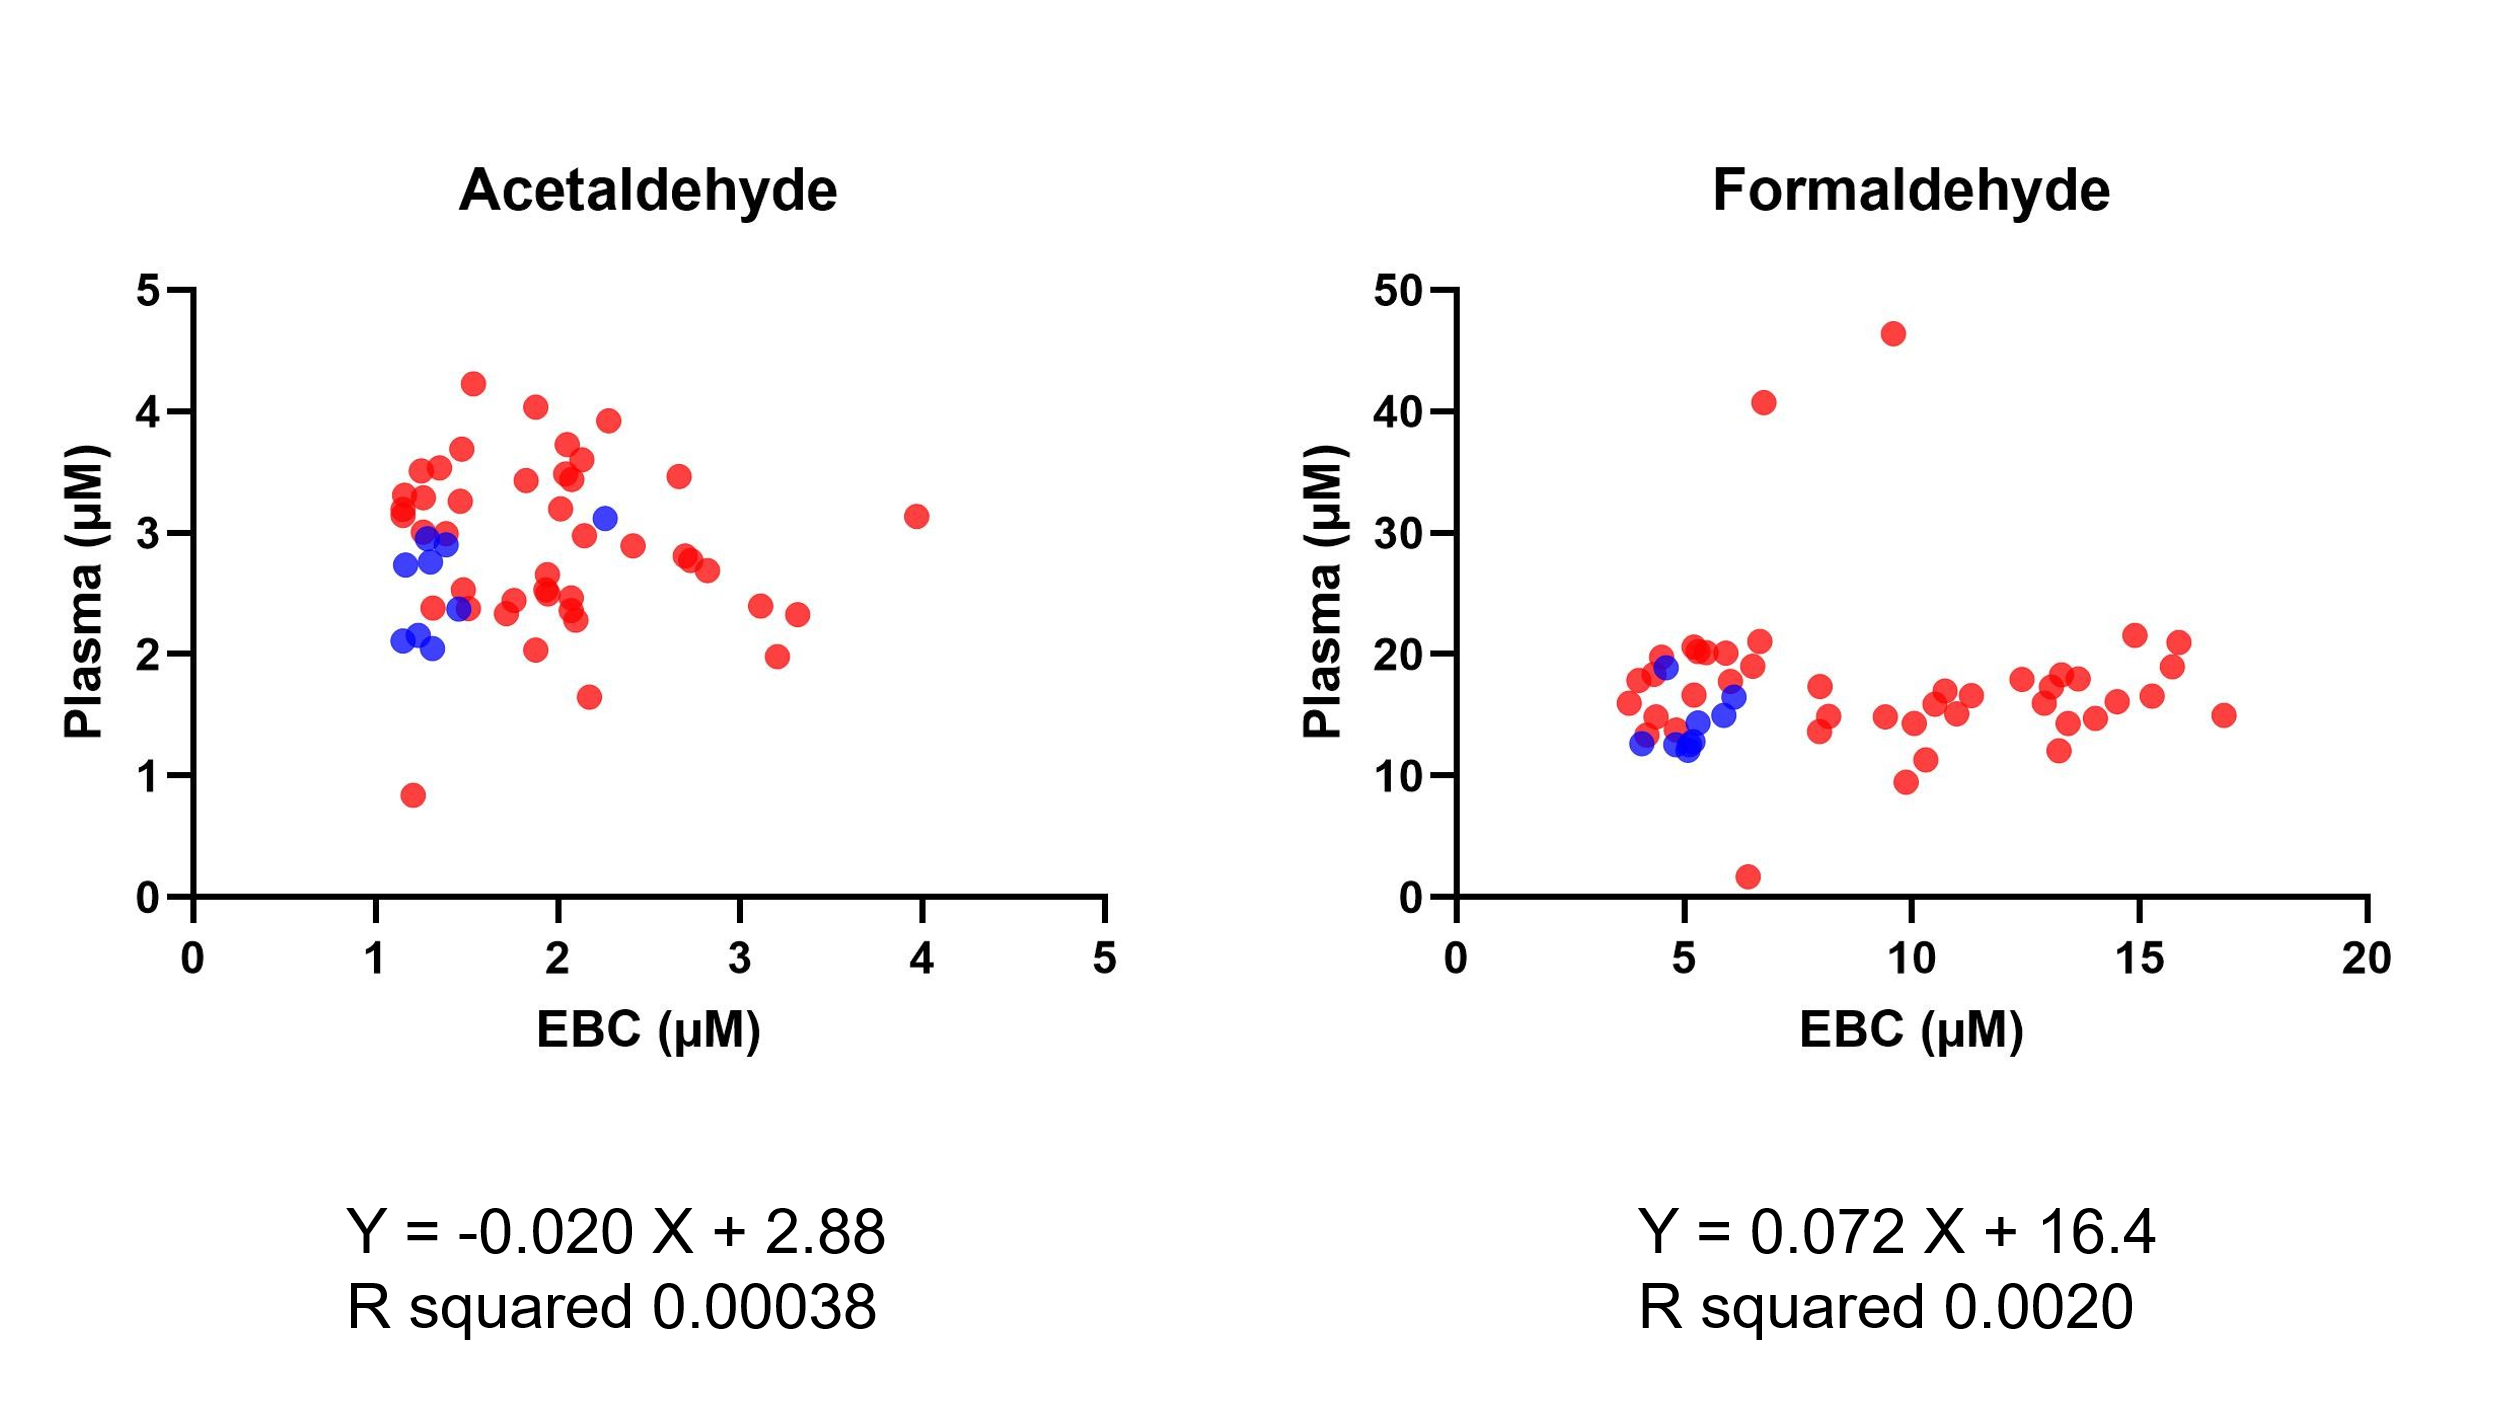 Acetaldehyde
5
4
3
2
1
0
Plasma (µM)
0 1 2 3 4 5
EBC (µM)
Y = -0.020 X + 2.88
R squared 0.00038
Formaldehyde
50
40
30
20
10
0
Plasma (µM)
0 5 10 15 20
EBC (µM)
Y = 0.072 X + 16.4
R squared 0.0020